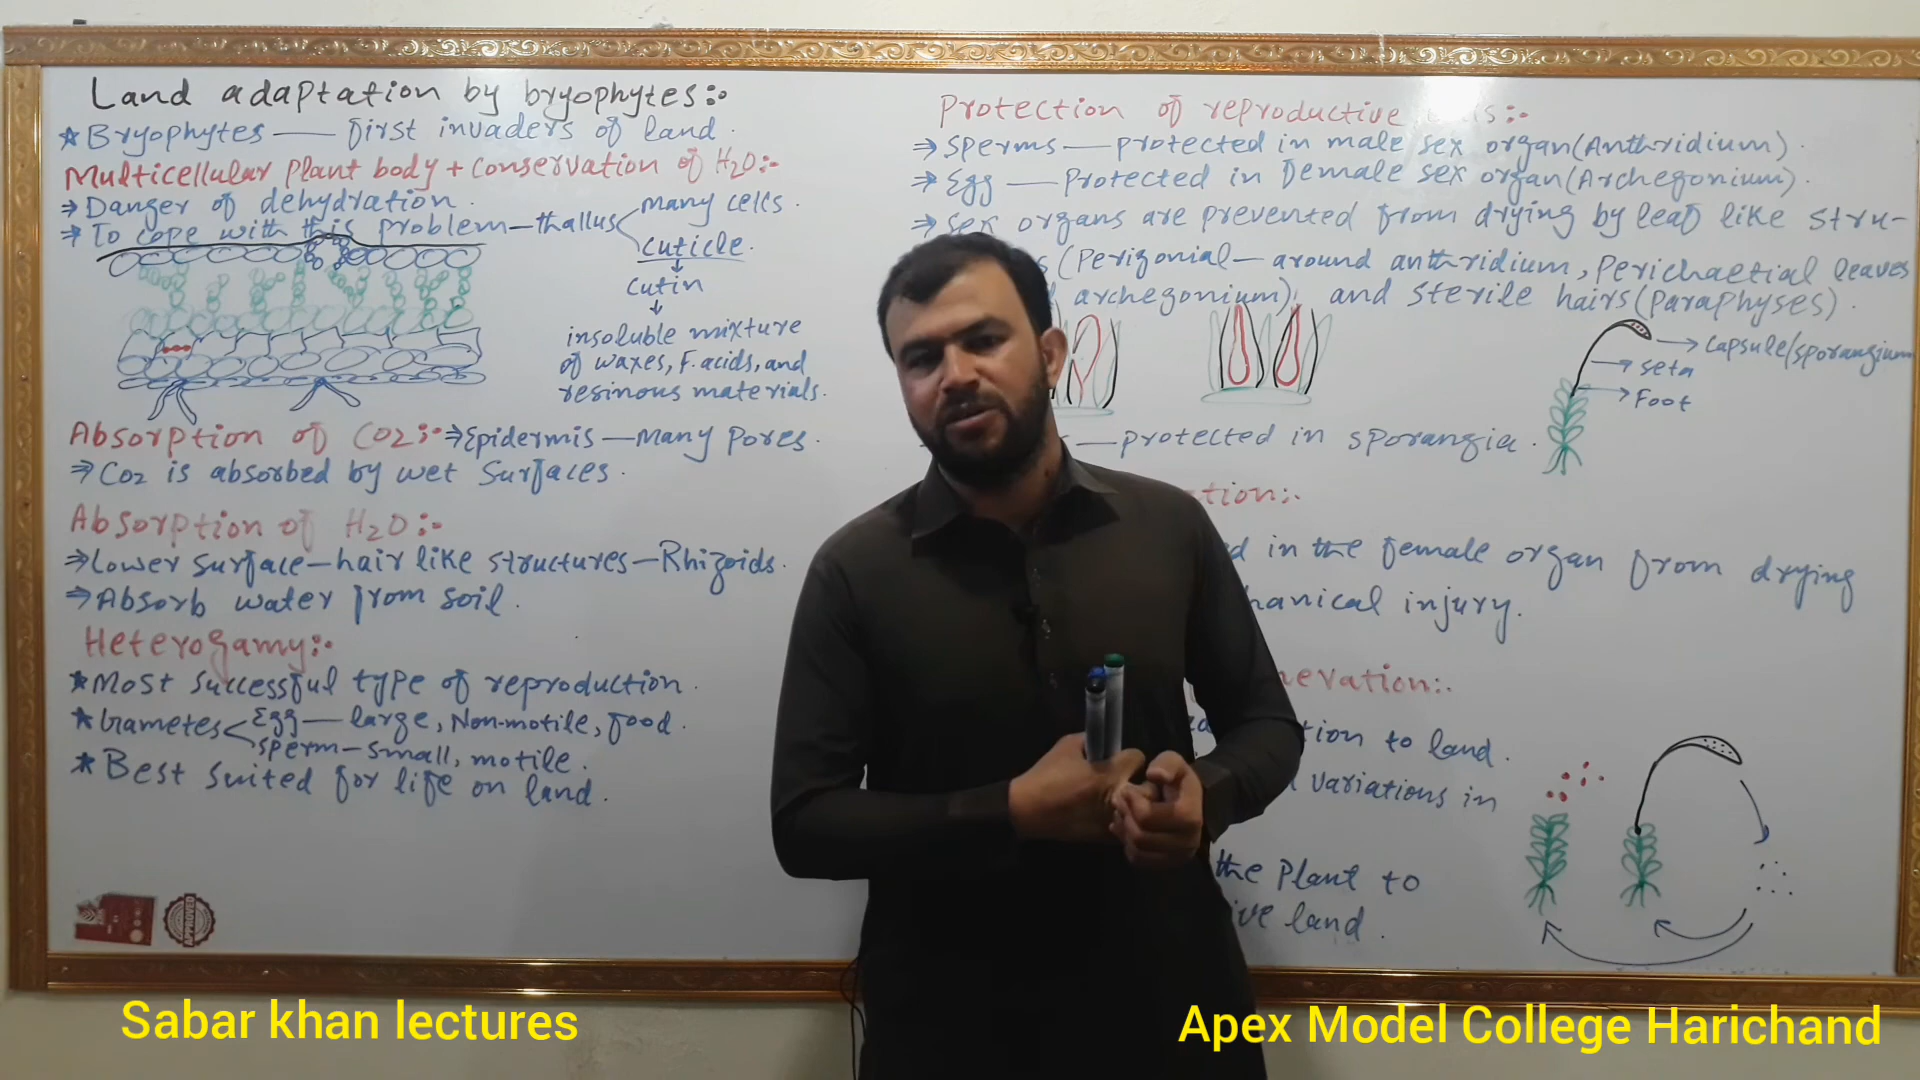 Land adaptation by bryophytes:-
* Bryophytes — first invaders of land.
Multicellular plant body + conservation of H2O:-
⇒ Danger of dehydration.
⇒ To cope with this problem — thallus
many cells.
cuticle.
↓
cutin
↓
insoluble mixture
of waxes, F.acids, and
resinous materials.
Absorption of CO2:- ⇒ Epidermis — many pores.
⇒ CO2 is absorbed by wet surfaces.
Absorption of H2O:-
⇒ Lower surface — hair like structures — Rhizoids.
⇒ Absorb water from soil.
Heterogamy:-
* Most successful type of reproduction.
* Gametes
Egg — large, Non-motile, food.
sperm — small, motile.
* Best suited for life on land.
APPROVED
Protection of reproductive
⇒ Sperms — protected in male sex organ (Anthridium).
⇒ Egg — protected in female sex organ (Archegonium).
⇒ Sex organs are prevented from drying by leaf like stru-
(Perigonial — around anthridium, Perichaetial leaves
archegonium), and sterile hairs (Paraphyses).
→ capsule/sporangium
→ seta
→ Foot
— protected in sporangia.
in the female organ from drying
injury.
to land.
variations in
the plant to
land.
Sabar khan lectures
Apex Model College Harichand